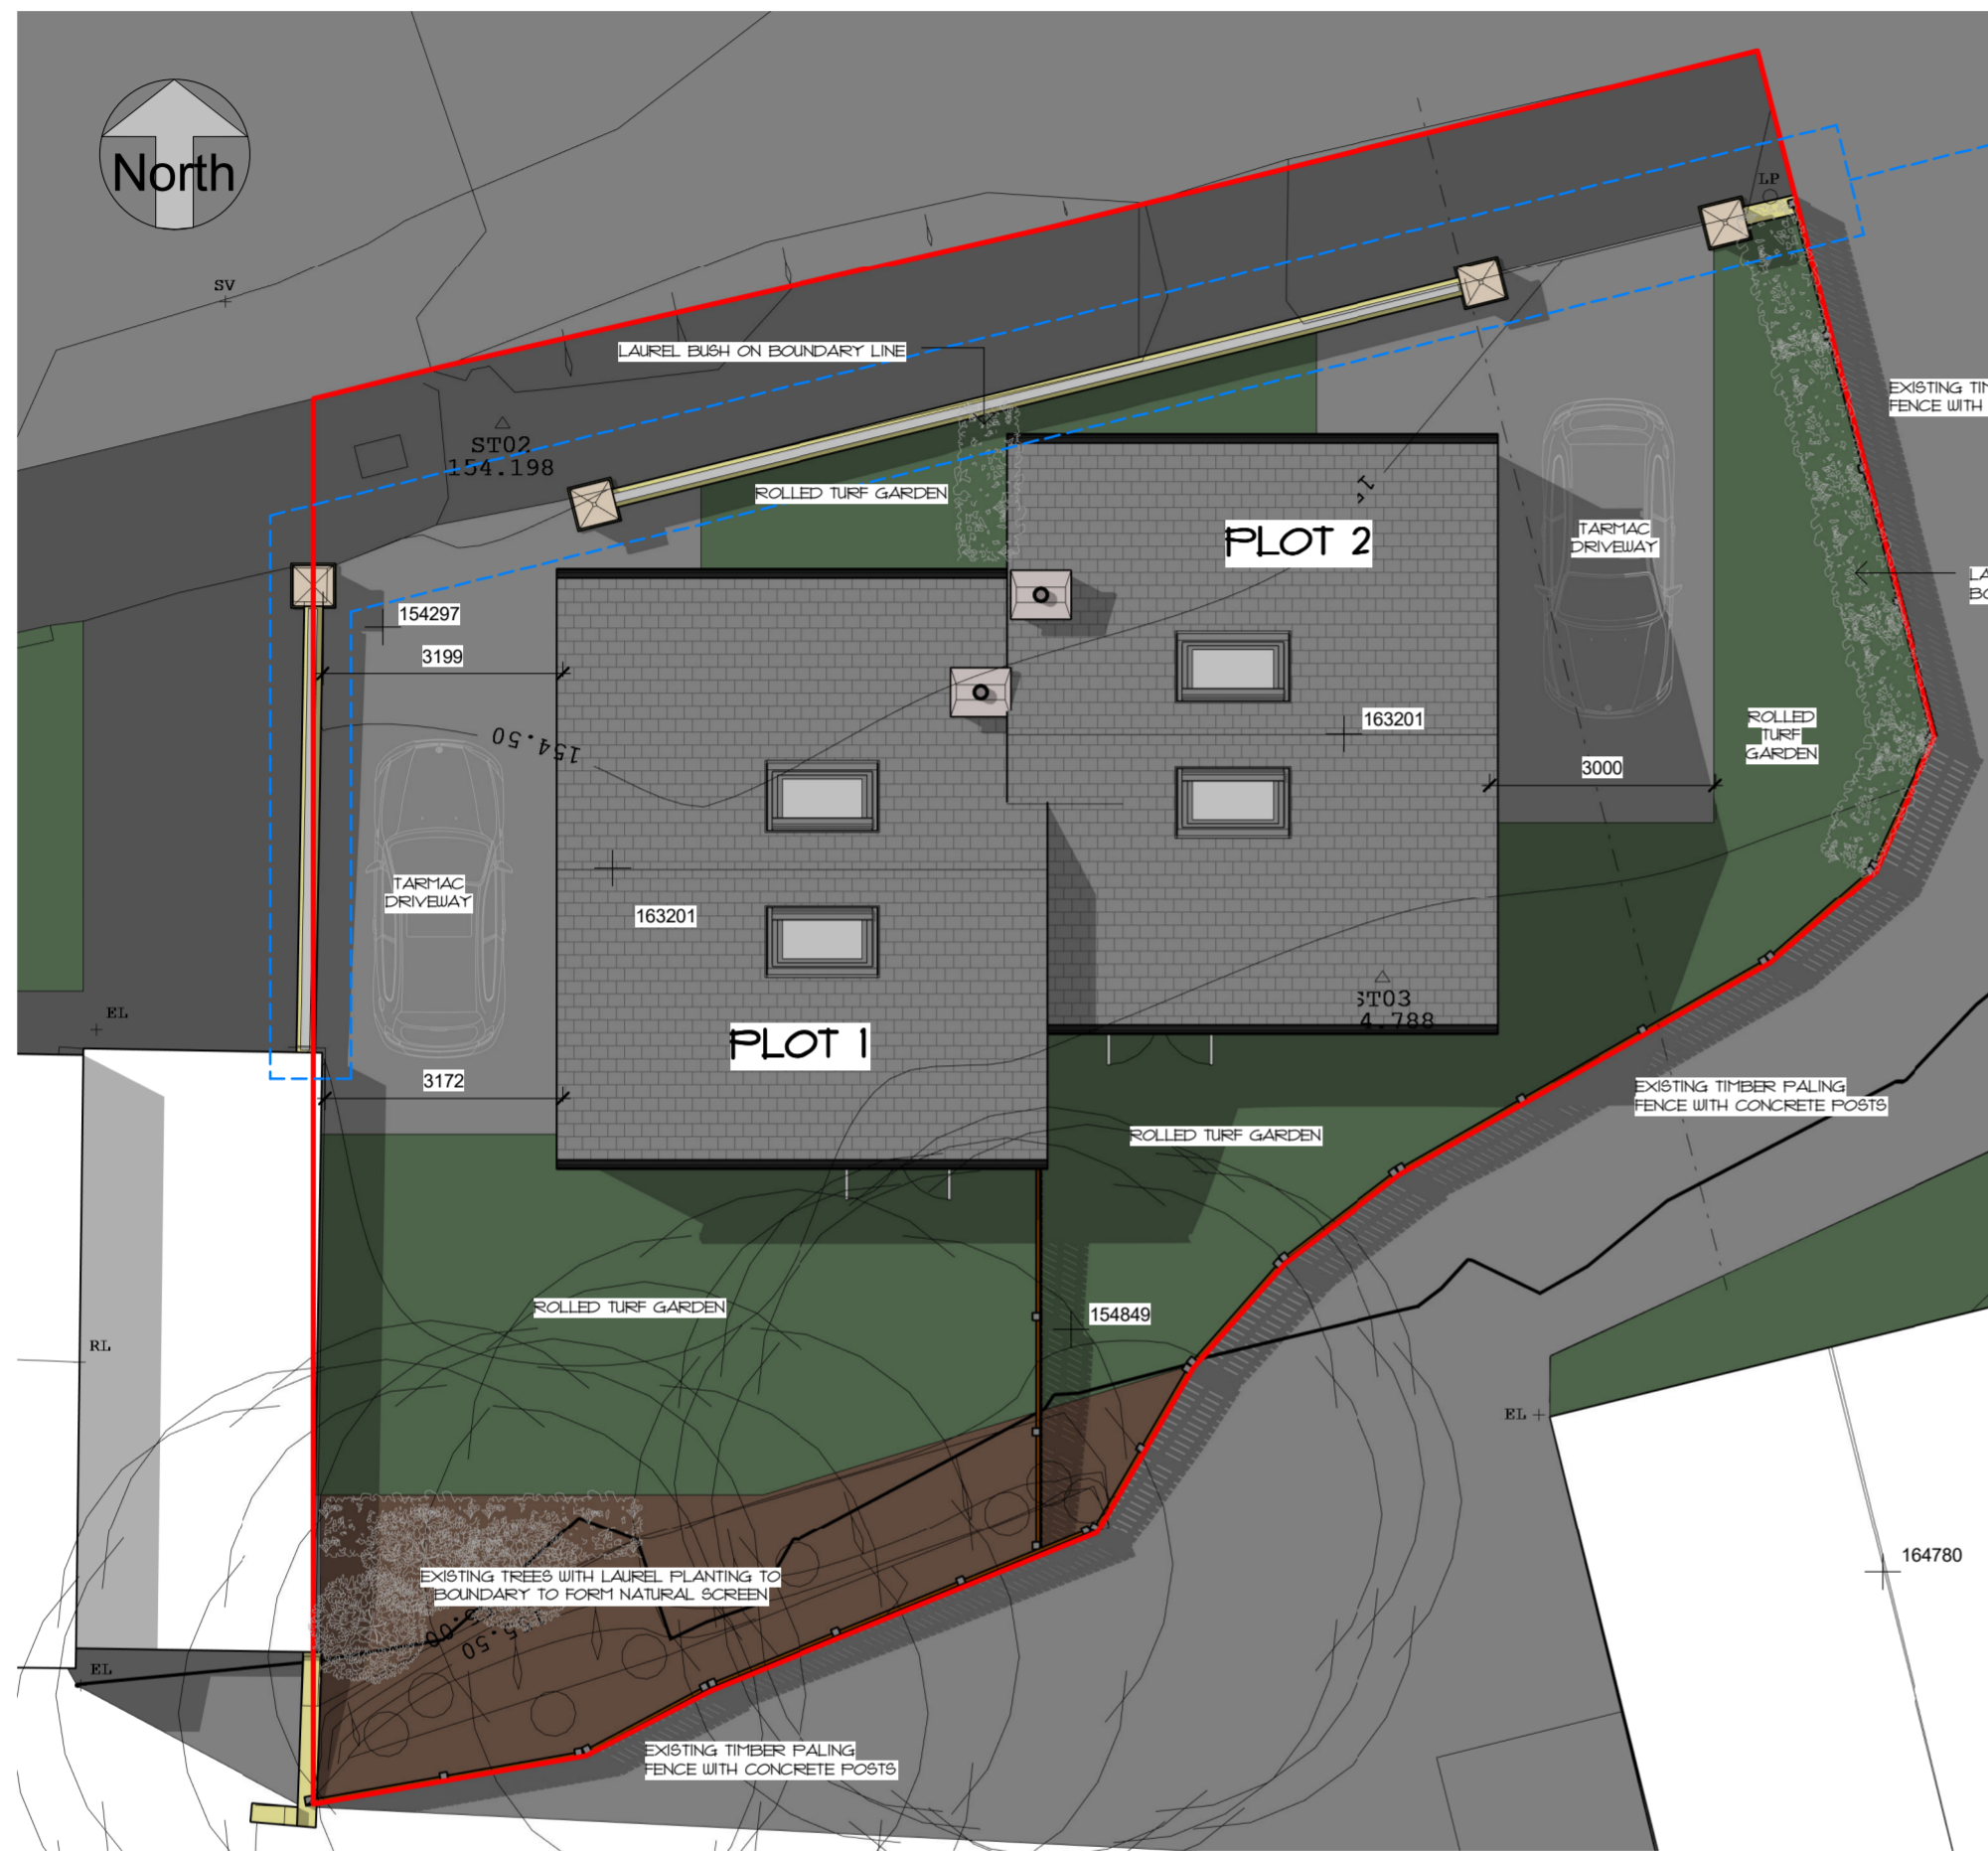 North
SV
LP
LAUREL BUSH ON BOUNDARY LINE
EXISTING
FENCE WITH
ST02
154.198
ROLLED TURF GARDEN
PLOT 2
TARMAC
DRIVEWAY
154297
3199
154.50
163201
ROLLED
TURF
GARDEN
3000
TARMAC
DRIVEWAY
163201
ST03
4.788
EL
PLOT 1
3172
EXISTING TIMBER PALING
FENCE WITH CONCRETE POSTS
ROLLED TURF GARDEN
ROLLED TURF GARDEN
154849
RL
EL
164780
EXISTING TREES WITH LAUREL PLANTING TO
BOUNDARY TO FORM NATURAL SCREEN
EL
EXISTING TIMBER PALING
FENCE WITH CONCRETE POSTS